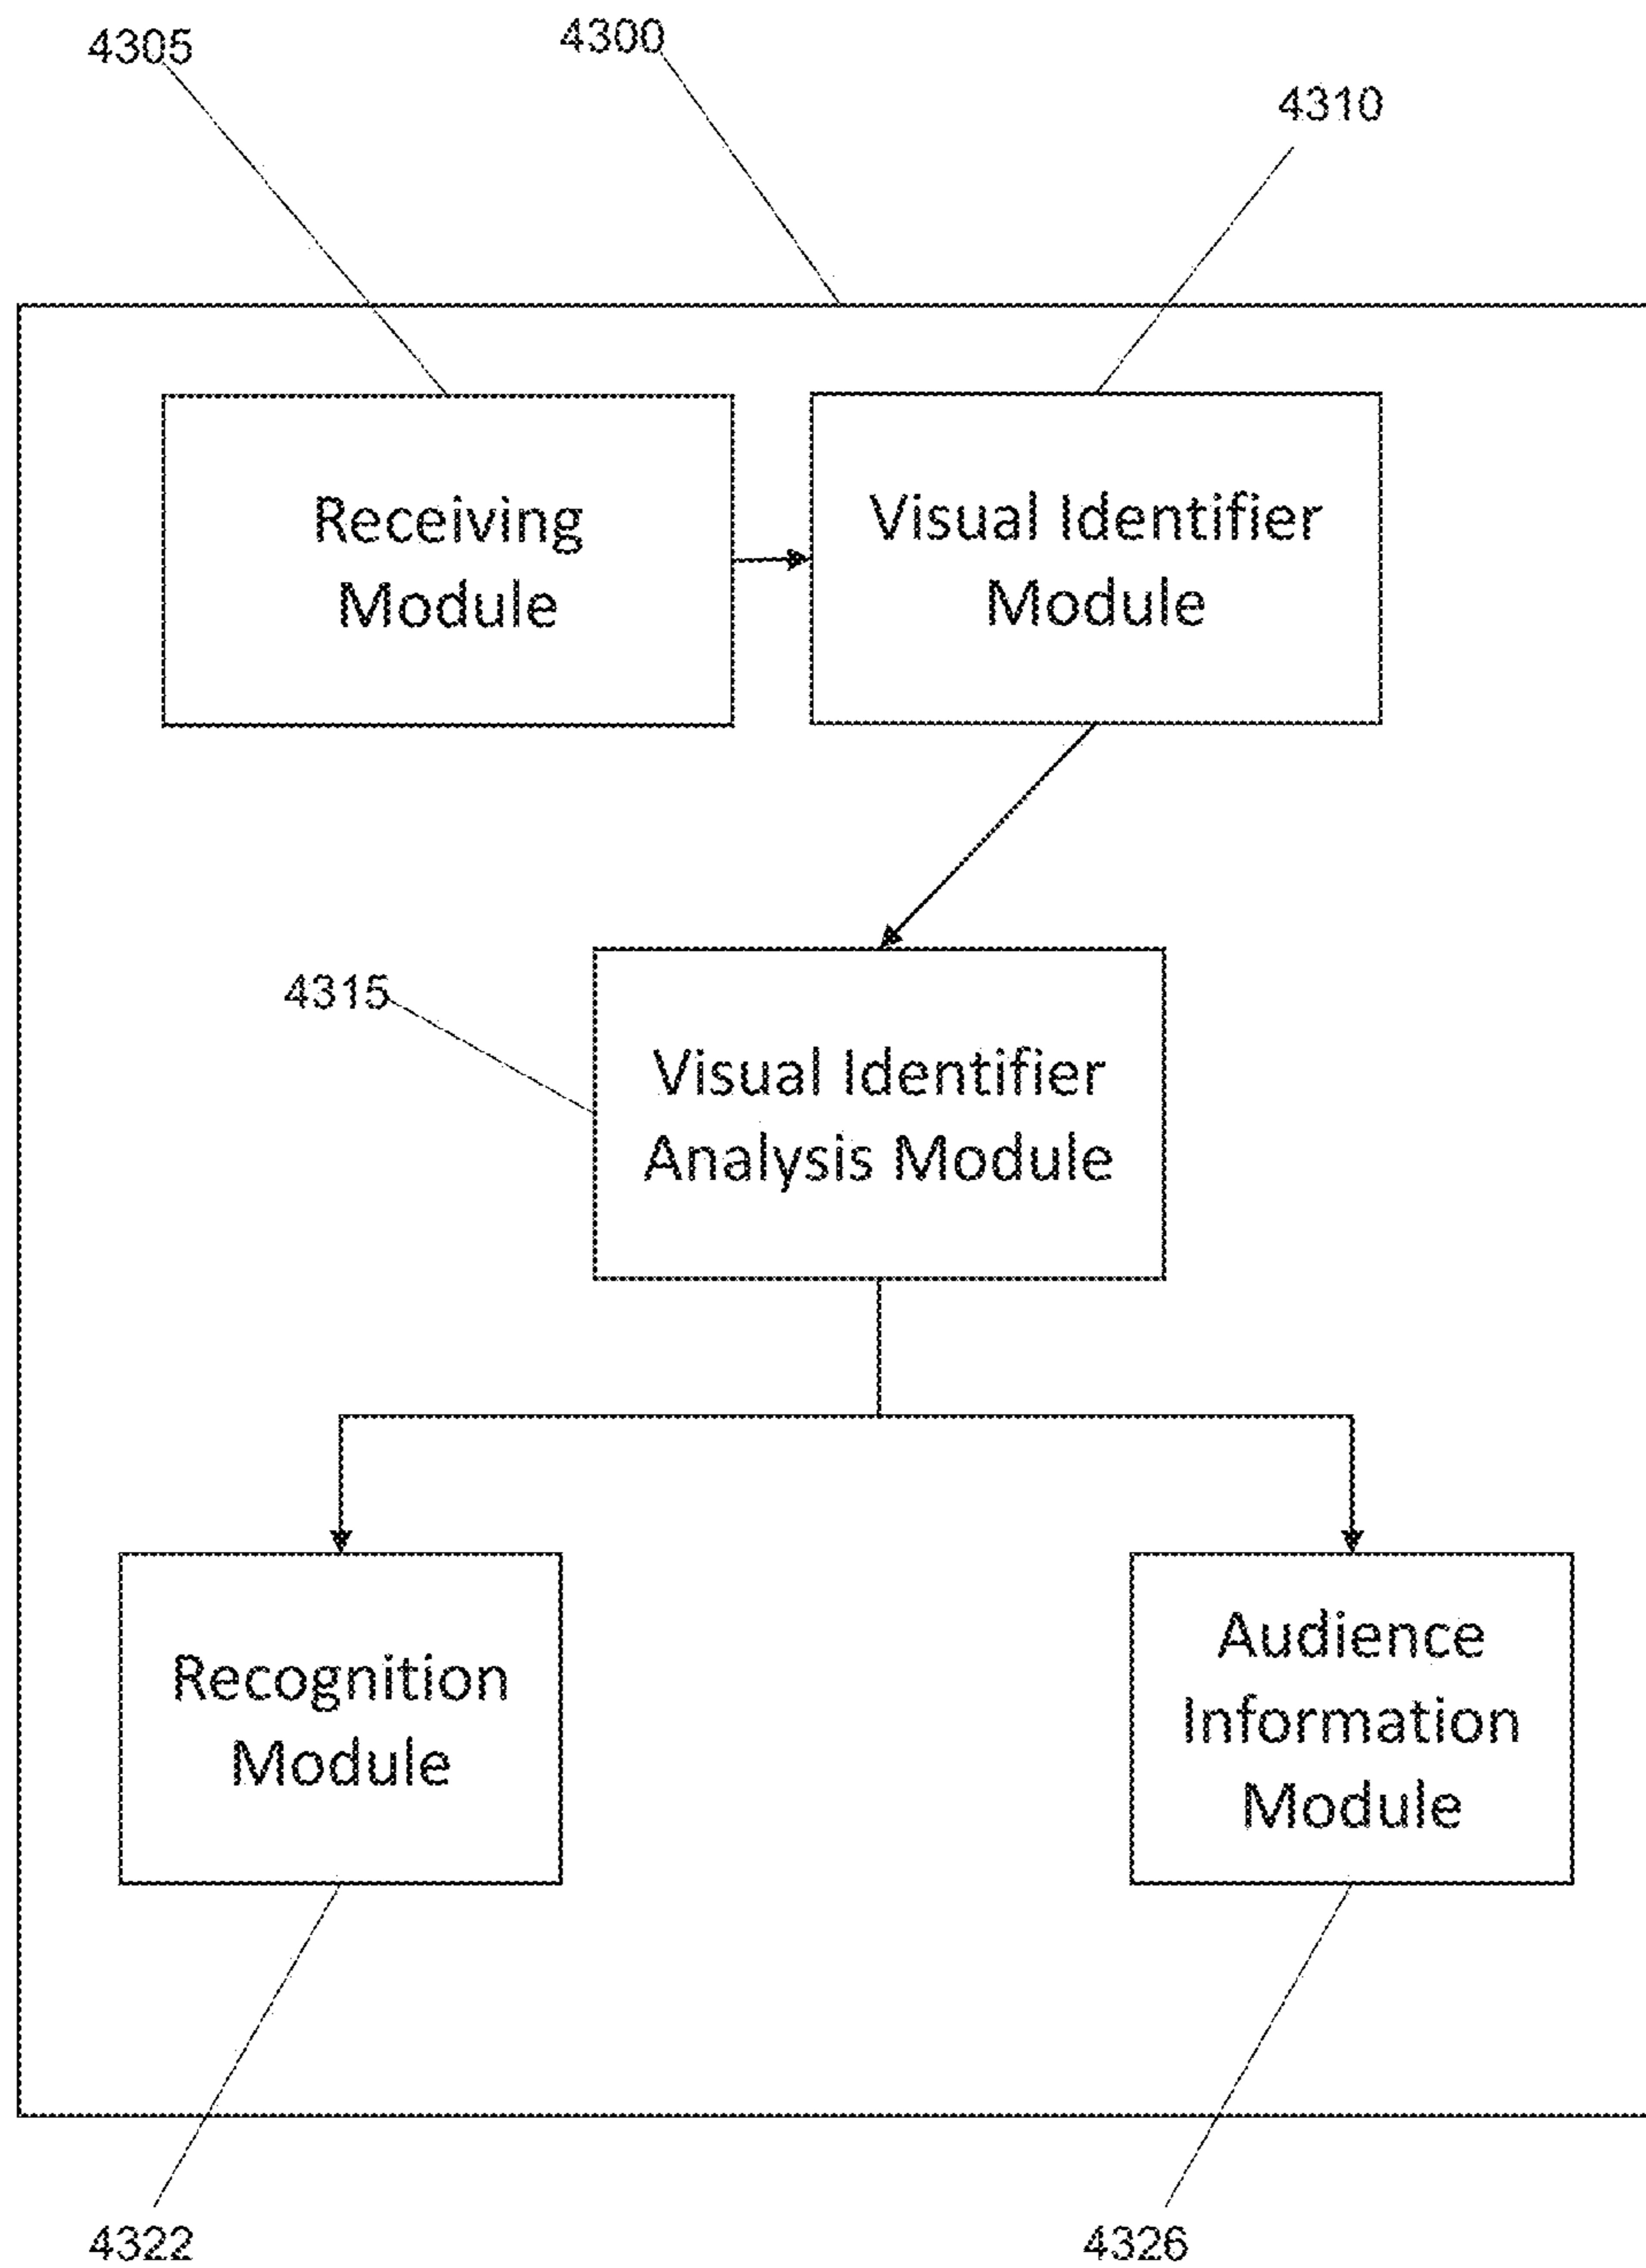 4305
4300
4310
Receiving
Module
Visual Identifier
Module
4315
Visual Identifier
Analysis Module
Recognition
Module
Audience
Information
Module
4322
4326